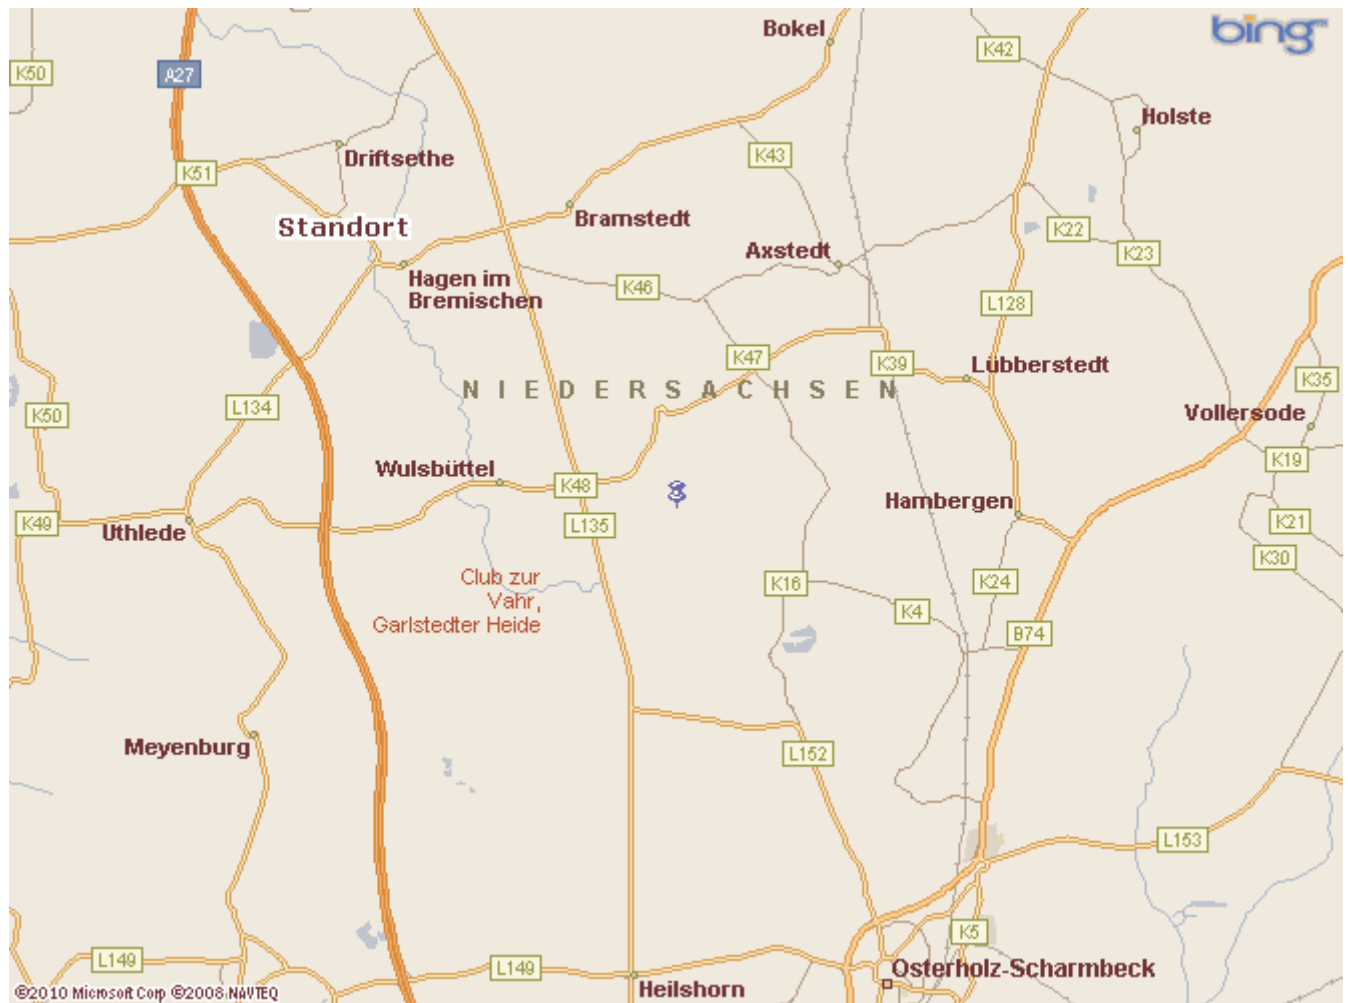 Bokel
bing™
K42
K50
A27
Holste
Driftsethe
K43
K51
Standort
Bramstedt
K22
Axstedt
K23
Hagen im
Bremischen
K46
L128
K47
K39
Lübberstedt
NIEDERSACHSEN
K35
L134
K50
Vollersode
Wulsbüttel
K19
K48
Hambergen
K49
Uthlede
L135
K21
K30
Club zur
Vahr,
Garlstedter Heide
K16
K24
K4
B74
Meyenburg
L152
L153
K5
L149
L149
Osterholz-Scharmbeck
Heilshorn
©2010 Microsoft Corp ©2008 NAVTEQ